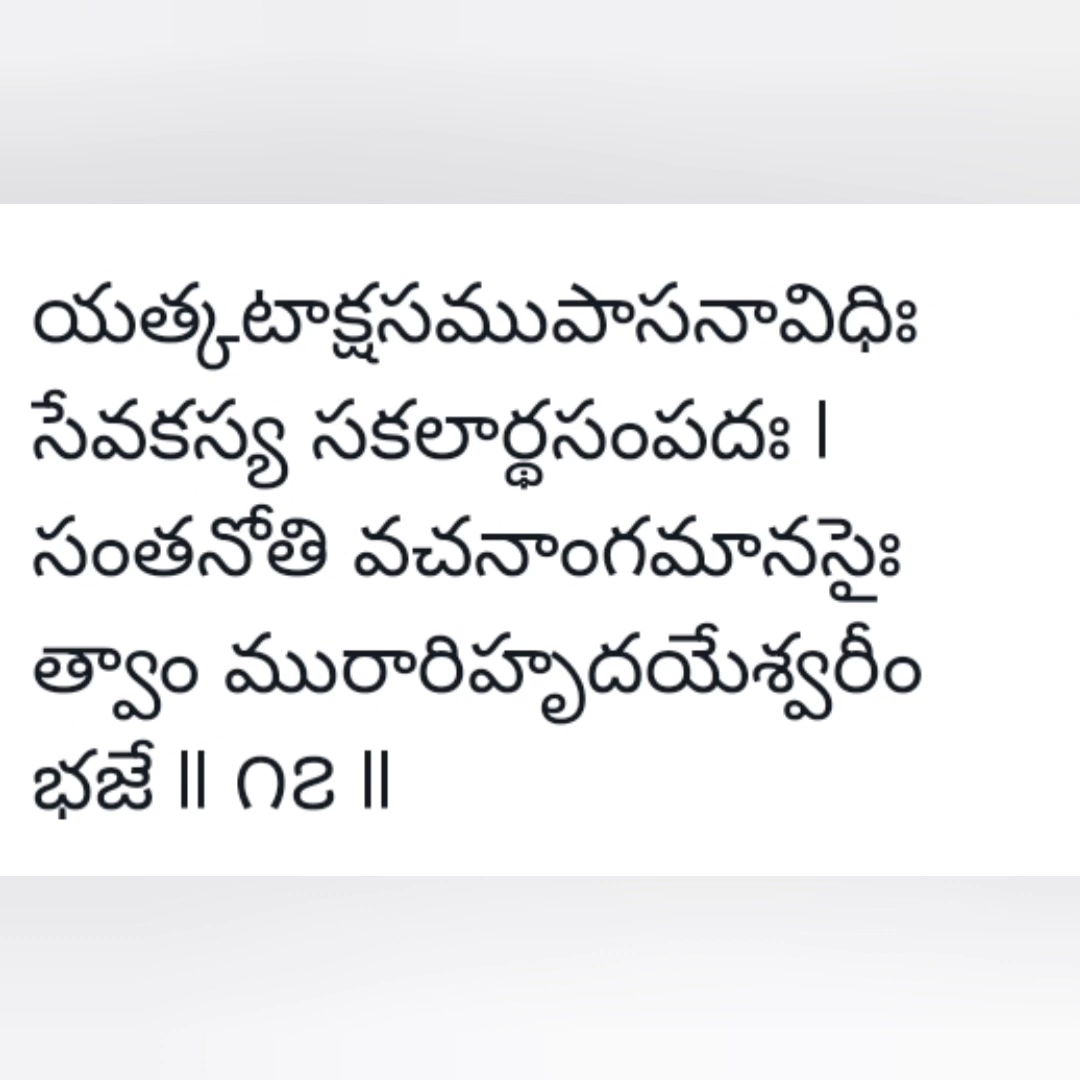 యత్కటాక్షసముపాసనావిధిః
సేవకస్య సకలార్థసంపదః |
సంతనోతి వచనాంగమానసైః
త్వాం మురారిహృదయేశ్వరీం
భజే || ౧౭ ||